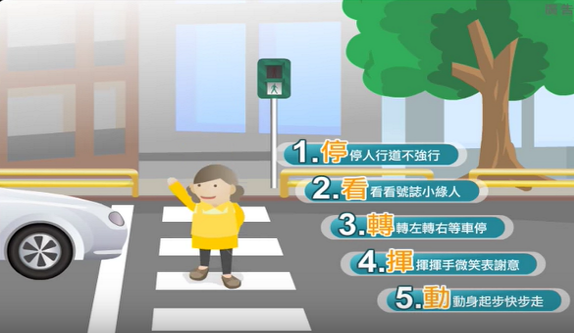 廣告
1.停 停人行道不強行
2.看 看看號誌小綠人
3.轉 轉左轉右等車停
4.揮 揮揮手微笑表謝意
5.動 動身起步快步走